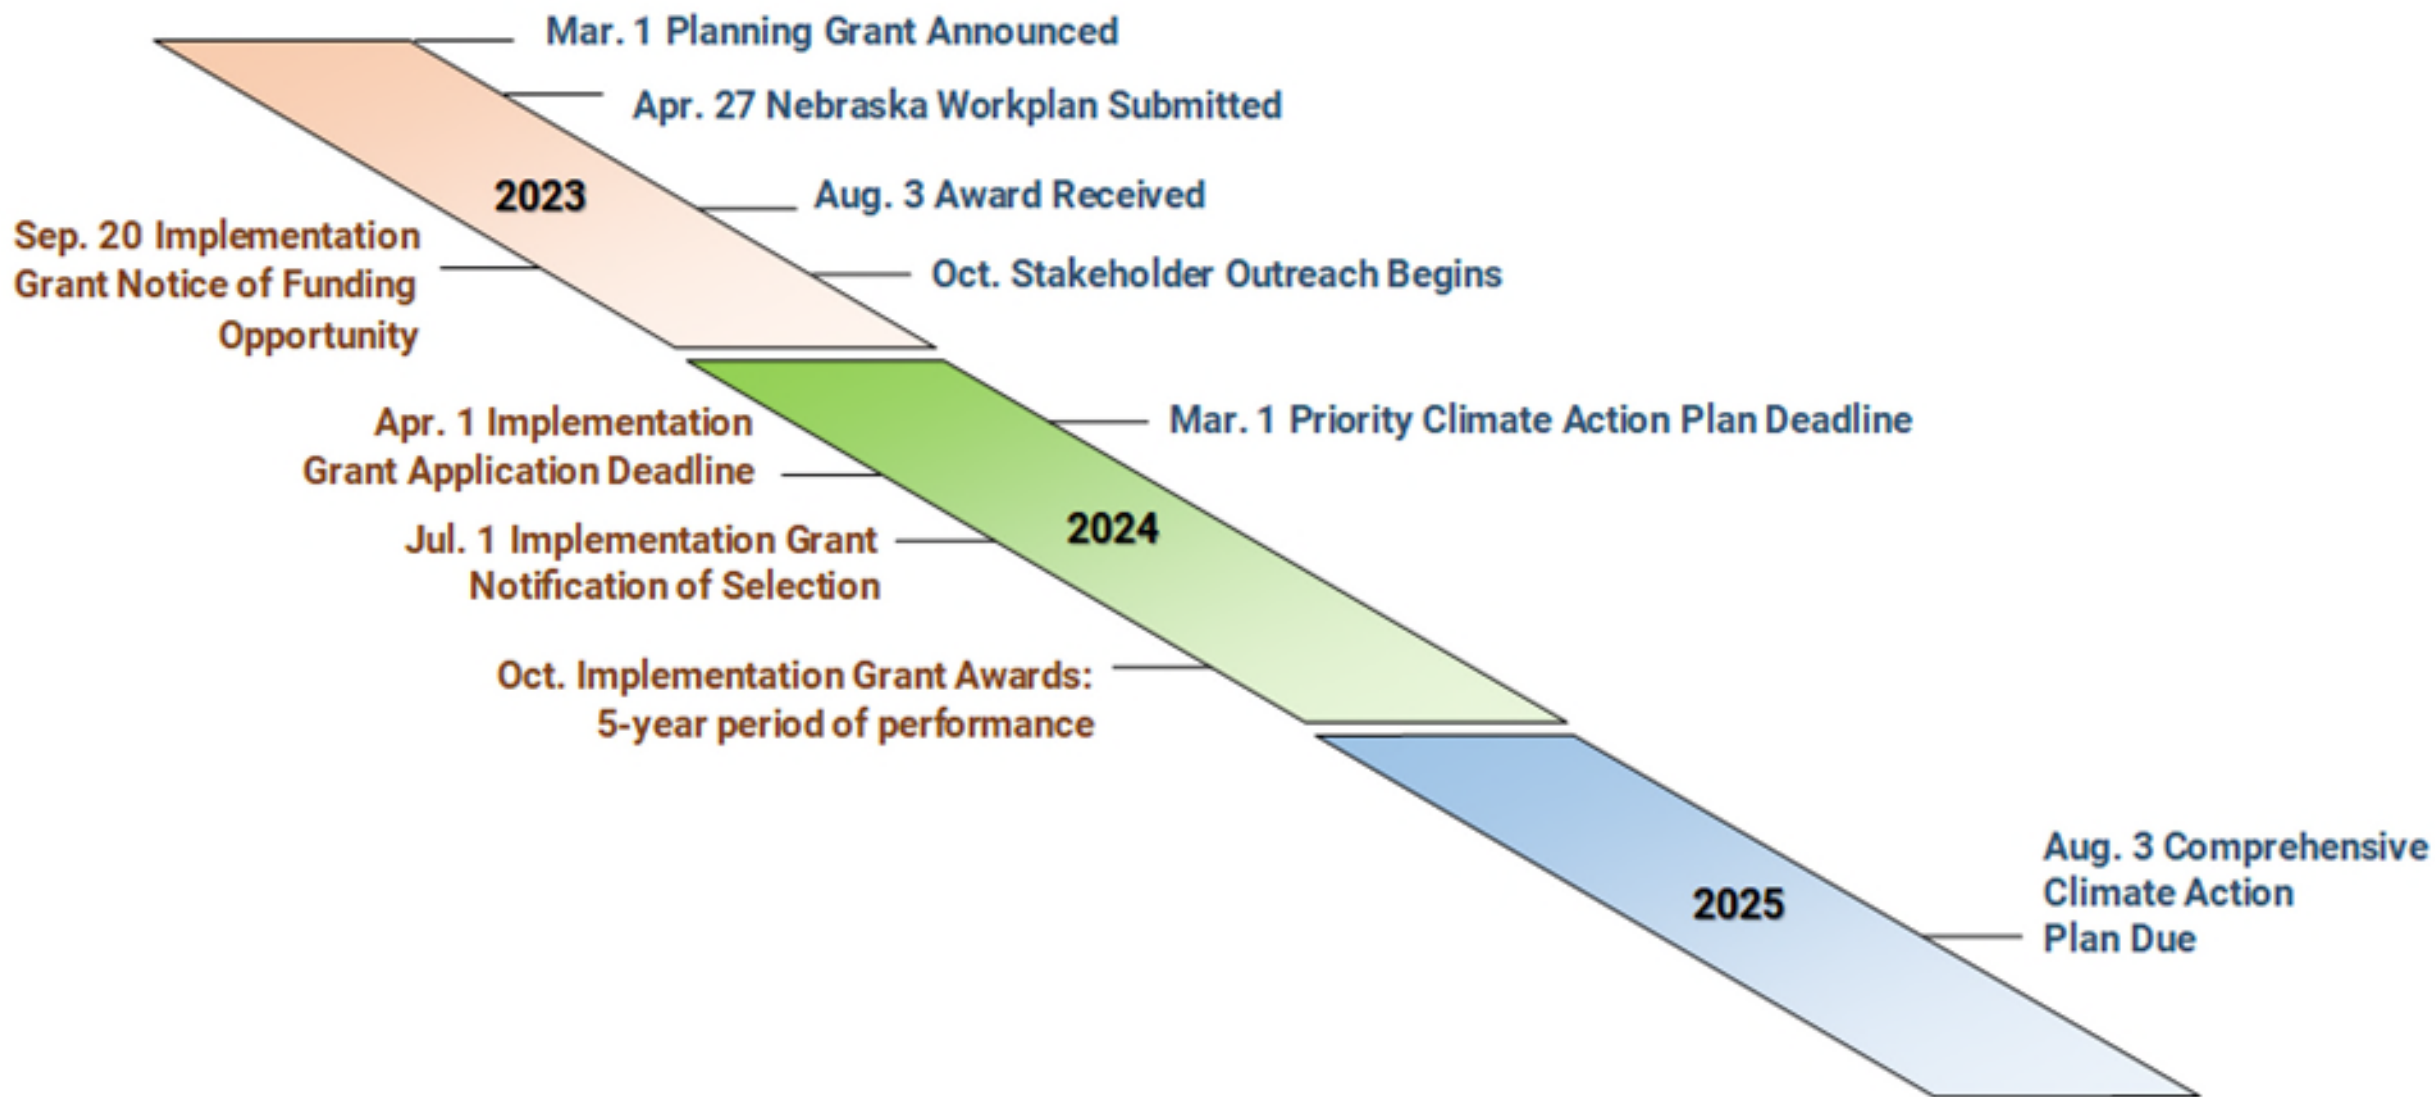 Mar. 1 Planning Grant Announced
Apr. 27 Nebraska Workplan Submitted
2023
Aug. 3 Award Received
Sep. 20 Implementation
Grant Notice of Funding
Opportunity
Oct. Stakeholder Outreach Begins
Mar. 1 Priority Climate Action Plan Deadline
Apr. 1 Implementation
Grant Application Deadline
2024
Jul. 1 Implementation Grant
Notification of Selection
Oct. Implementation Grant Awards:
5-year period of performance
2025
Aug. 3 Comprehensive
Climate Action
Plan Due